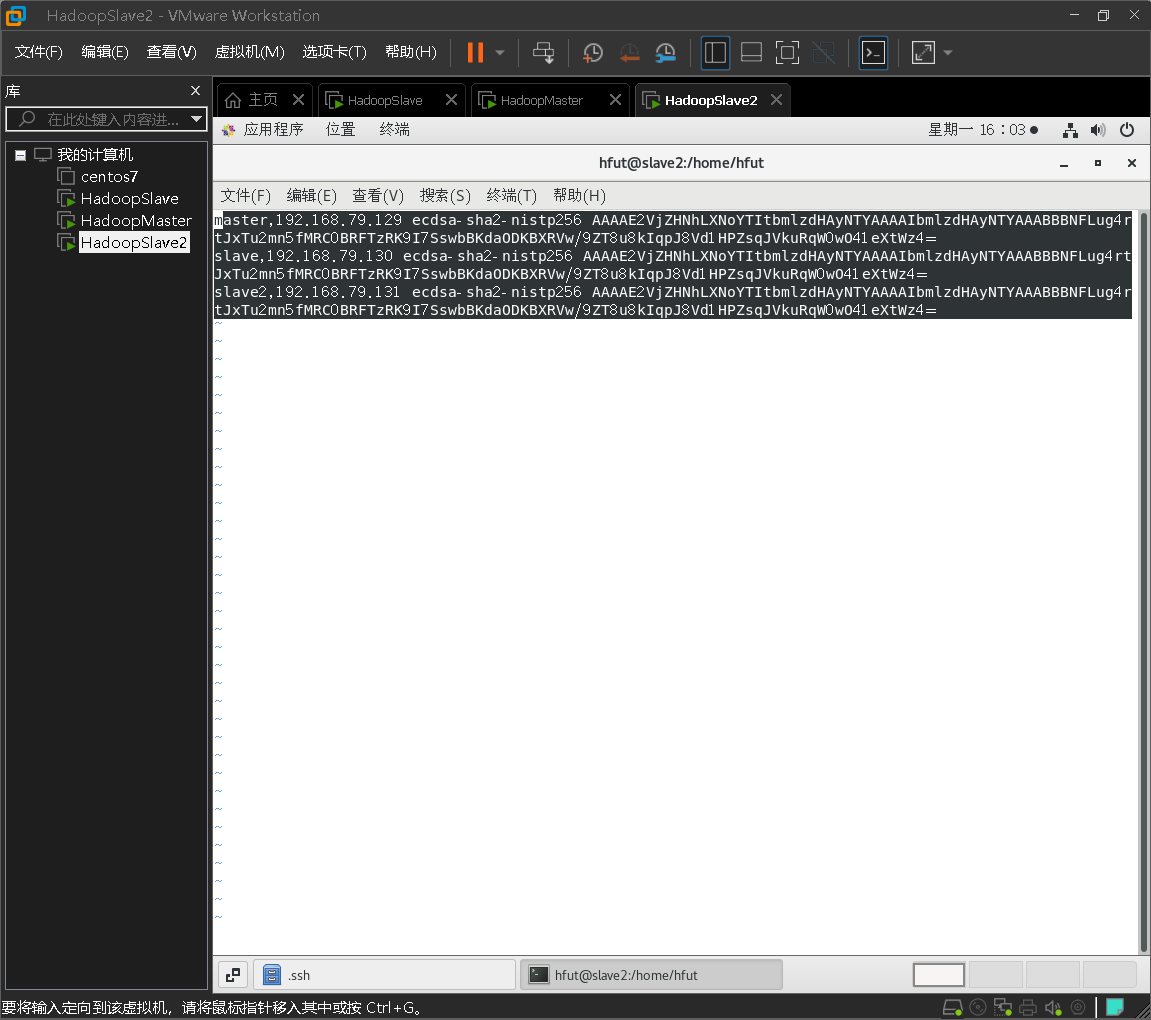 HadoopSlave2 - VMware Workstation
文件(F) 编辑(E) 查看(V) 虚拟机(M) 选项卡(T) 帮助(H)
库
在此处键入内容进...
我的计算机
centos7
HadoopSlave
HadoopMaster
HadoopSlave2
主页 HadoopSlave HadoopMaster HadoopSlave2
应用程序 位置 终端 星期一 16：03
hfut@slave2:/home/hfut
文件(F) 编辑(E) 查看(V) 搜索(S) 终端(T) 帮助(H)
master,192.168.79.129 ecdsa-sha2-nistp256 AAAAE2VjZHNhLXNoYTItbmlzdHAyNTYAAAAIbmlzdHAyNTYAAABBBNFLug4r
tJxTu2mn5fMRC0BRFTzRK9I7SswbBKdaODKBXRVw/9ZT8u8kIqpJ8Vd1HPZsqJVkuRqW0wO41eXtWz4=
slave,192.168.79.130 ecdsa-sha2-nistp256 AAAAE2VjZHNhLXNoYTItbmlzdHAyNTYAAAAIbmlzdHAyNTYAAABBBNFLug4rt
JxTu2mn5fMRC0BRFTzRK9I7SswbBKdaODKBXRVw/9ZT8u8kIqpJ8Vd1HPZsqJVkuRqW0wO41eXtWz4=
slave2,192.168.79.131 ecdsa-sha2-nistp256 AAAAE2VjZHNhLXNoYTItbmlzdHAyNTYAAAAIbmlzdHAyNTYAAABBBNFLug4r
tJxTu2mn5fMRC0BRFTzRK9I7SswbBKdaODKBXRVw/9ZT8u8kIqpJ8Vd1HPZsqJVkuRqW0wO41eXtWz4=
.ssh
hfut@slave2:/home/hfut
要将输入定向到该虚拟机，请将鼠标指针移入其中或按 Ctrl+G。